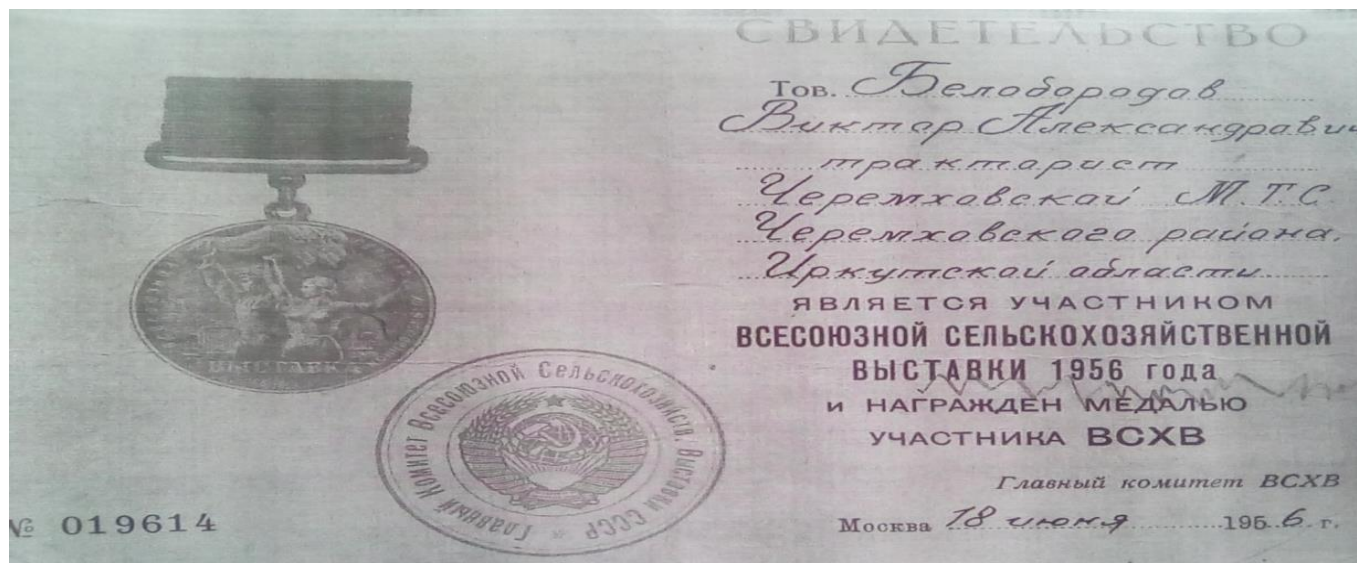 СВИДЕТЕЛЬСТВО
Тов. Белобородов
Виктор Александрович
тракторист
Черемховской М.Т.С.
Черемховского района,
Иркутской области
ЯВЛЯЕТСЯ УЧАСТНИКОМ
ВСЕСОЮЗНОЙ СЕЛЬСКОХОЗЯЙСТВЕННОЙ
ВЫСТАВКИ 1956 года
И НАГРАЖДЕН МЕДАЛЬЮ
УЧАСТНИКА ВСХВ
Главный комитет ВСХВ
Москва 18 июня 1956 г.
ВЫСТАВКА
Главный Комитет Всесоюзной Сельскохозяйств. Выставки СССР
№ 019614